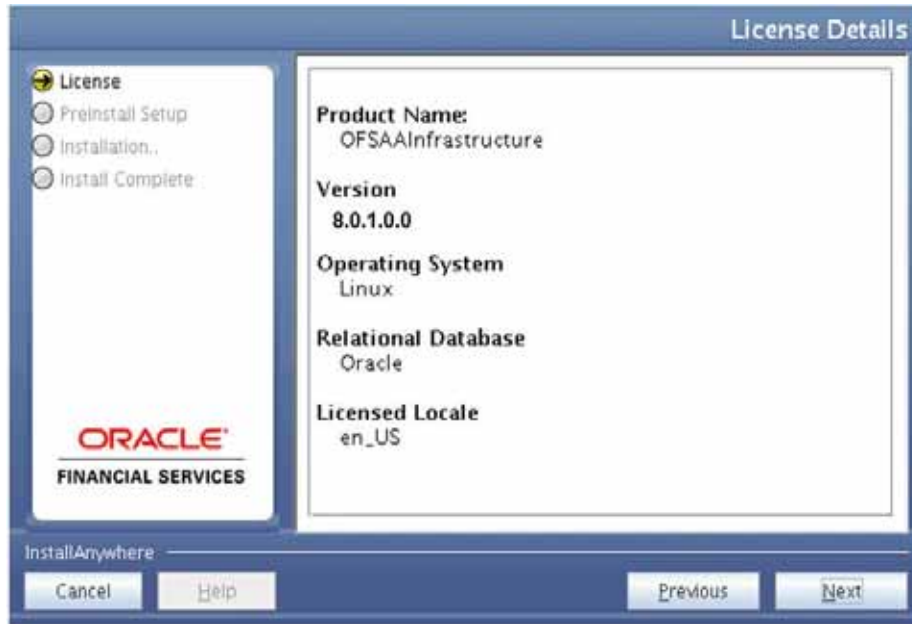 License Details
License
Preinstall Setup
Installation..
Install Complete
ORACLE
FINANCIAL SERVICES
Product Name:
OFSAAInfrastructure
Version
8.0.1.0.0
Operating System
Linux
Relational Database
Oracle
Licensed Locale
en_US
InstallAnywhere
Cancel
Help
Previous
Next